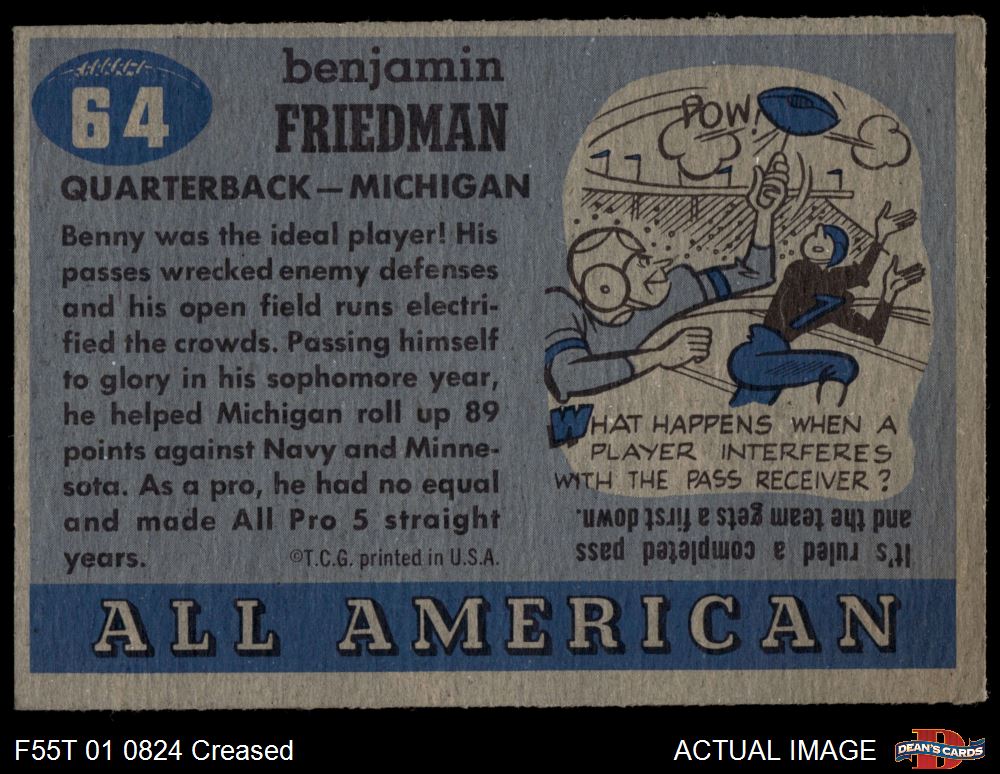 64
benjamin
FRIEDMAN
QUARTERBACK — MICHIGAN
Benny was the ideal player! His
passes wrecked enemy defenses
and his open field runs electri-
fied the crowds. Passing himself
to glory in his sophomore year,
he helped Michigan roll up 89
points against Navy and Minne-
sota. As a pro, he had no equal
and made All Pro 5 straight
years.
©T.C.G. printed in U.S.A.
POW!
WHAT HAPPENS WHEN A
PLAYER INTERFERES
WITH THE PASS RECEIVER?
It's ruled a completed pass
and the team gets a first down.
ALL AMERICAN
F55T 01 0824 Creased
ACTUAL IMAGE
D
DEAN'S CARDS